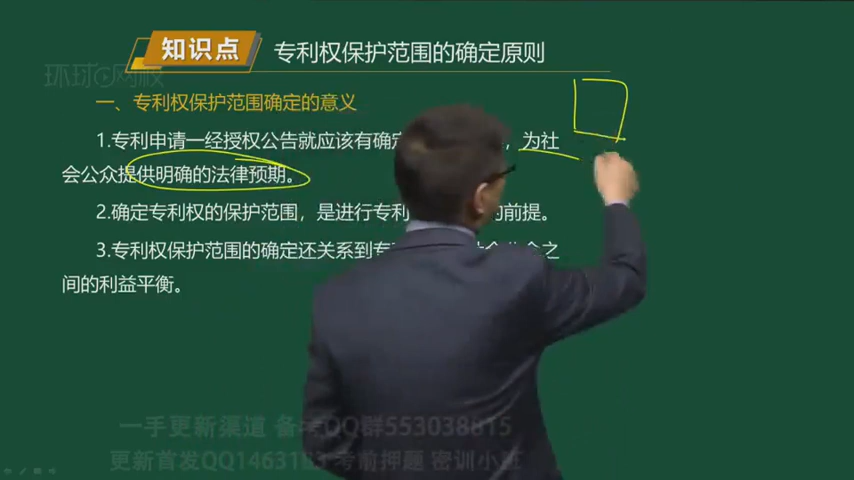 知识点 专利权保护范围的确定原则
环球网校
一、专利权保护范围确定的意义
1.专利申请一经授权公告就应该有确定 ，为社
会公众提供明确的法律预期。
2.确定专利权的保护范围，是进行专利 的前提。
3.专利权保护范围的确定还关系到专 之
间的利益平衡。
一手更新渠道 备考QQ群553038815
更新首发QQ1463183 考前押题 密训小班